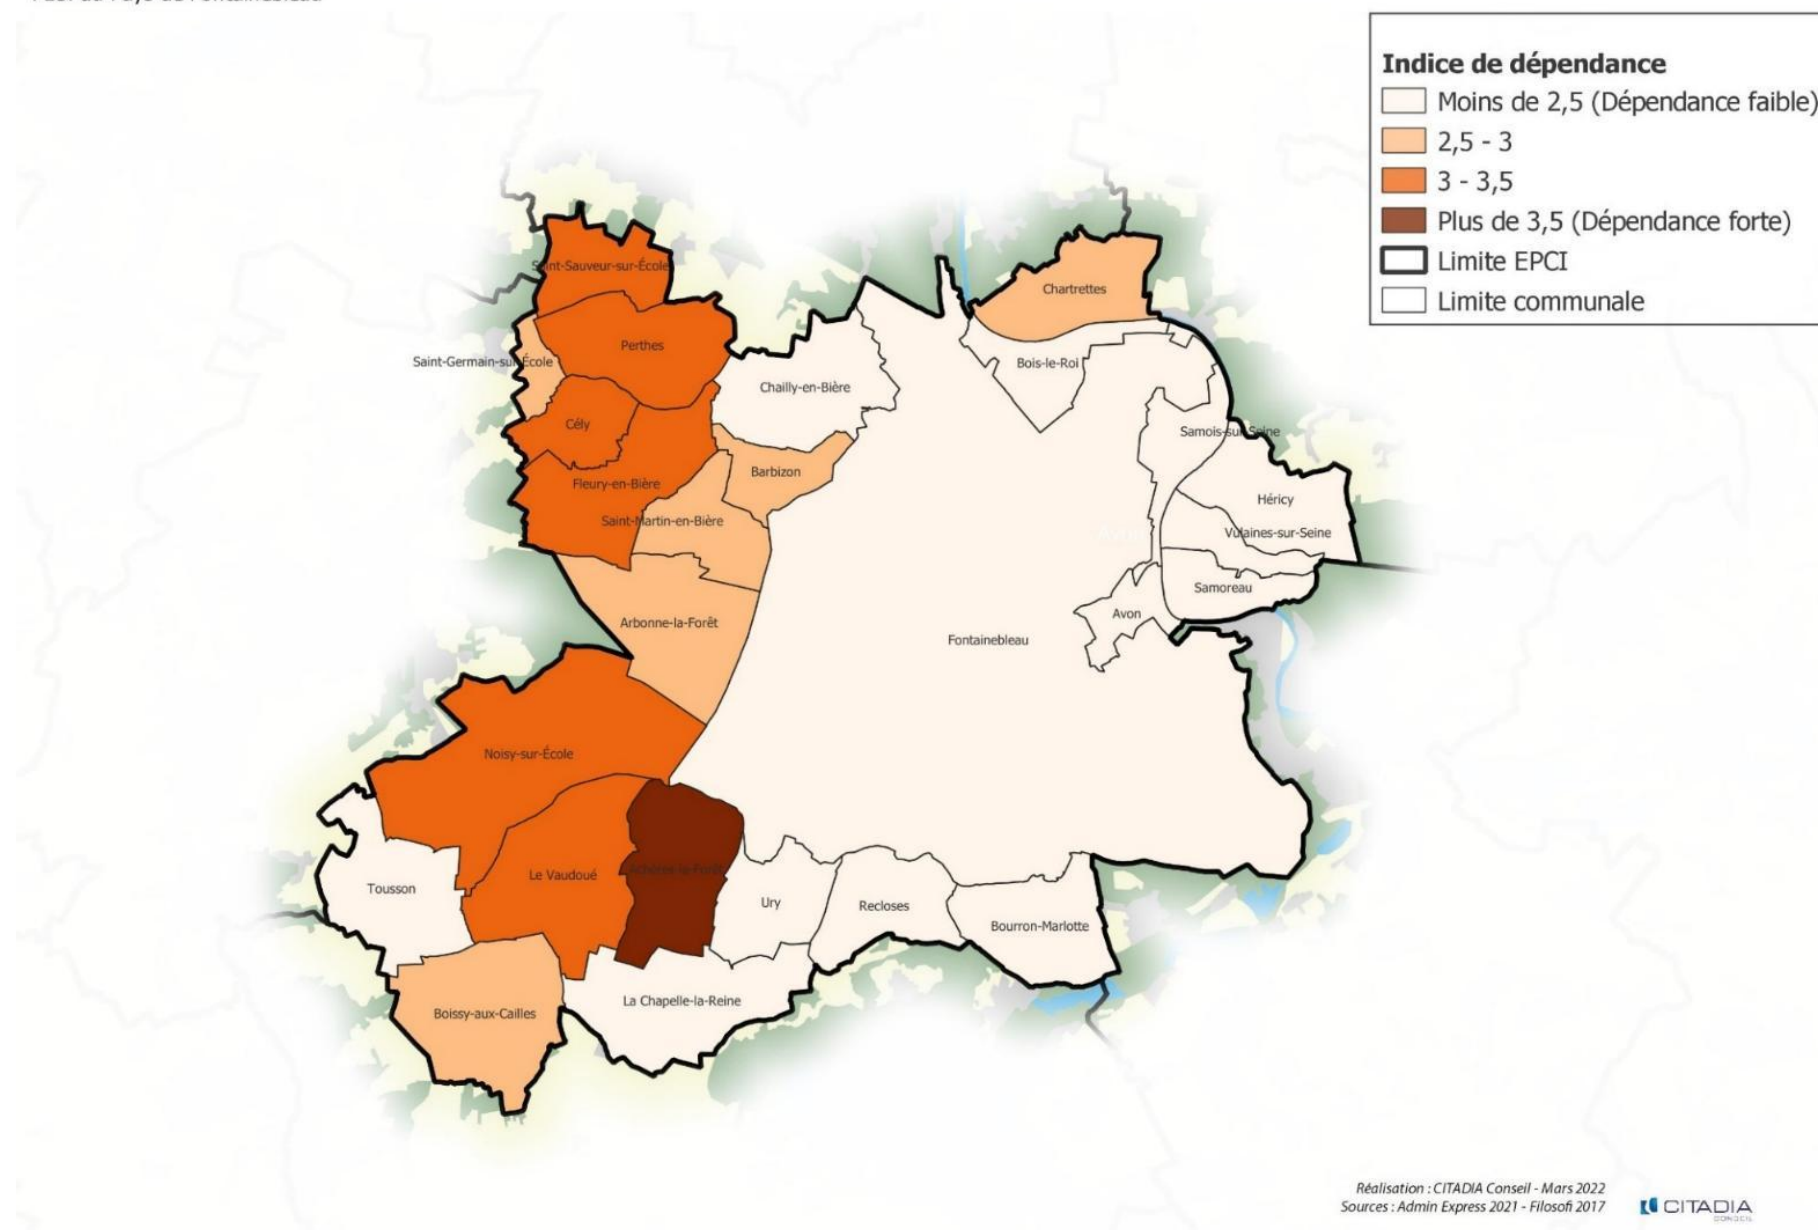 Indice de dépendance
Moins de 2,5 (Dépendance faible)
2,5 - 3
3 - 3,5
Plus de 3,5 (Dépendance forte)
Limite EPCI
Limite communale
Saint-Sauveur-sur-École
Chartrettes
Perthes
Saint-Germain-sur-École
Bois-le-Roi
Chailly-en-Bière
Cély
Samois-sur-Seine
Barbizon
Fleury-en-Bière
Héricy
Saint-Martin-en-Bière
Vulaines-sur-Seine
Samoreau
Avon
Arbonne-la-Forêt
Fontainebleau
Noisy-sur-École
Achères-la-Forêt
Le Vaudoué
Tousson
Ury
Recloses
Bourron-Marlotte
La Chapelle-la-Reine
Boissy-aux-Cailles
Réalisation : CITADIA Conseil - Mars 2022
Sources : Admin Express 2021 - Filosofi 2017
CITADIA
CONSEIL